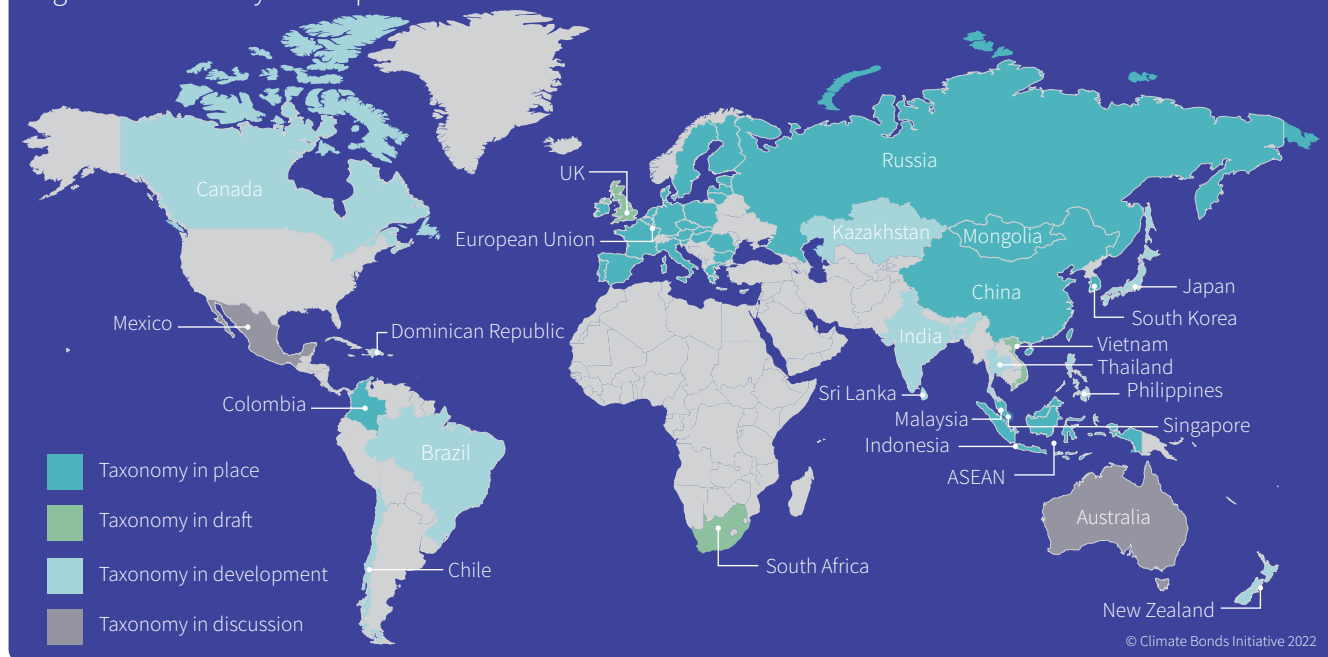 Canada
Russia
UK
European Union
Kazakhstan
Mongolia
China
Japan
South Korea
Mexico
Dominican Republic
India
Vietnam
Thailand
Sri Lanka
Philippines
Colombia
Malaysia
Singapore
Indonesia
Brazil
ASEAN
Taxonomy in place
Taxonomy in draft
Australia
South Africa
Taxonomy in development
Chile
New Zealand
Taxonomy in discussion
© Climate Bonds Initiative 2022